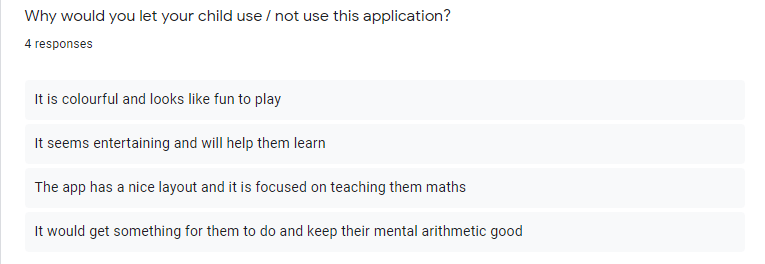 Why would you let your child use / not use this application?
4 responses
It is colourful and looks like fun to play
It seems entertaining and will help them learn
The app has a nice layout and it is focused on teaching them maths
It would get something for them to do and keep their mental arithmetic good